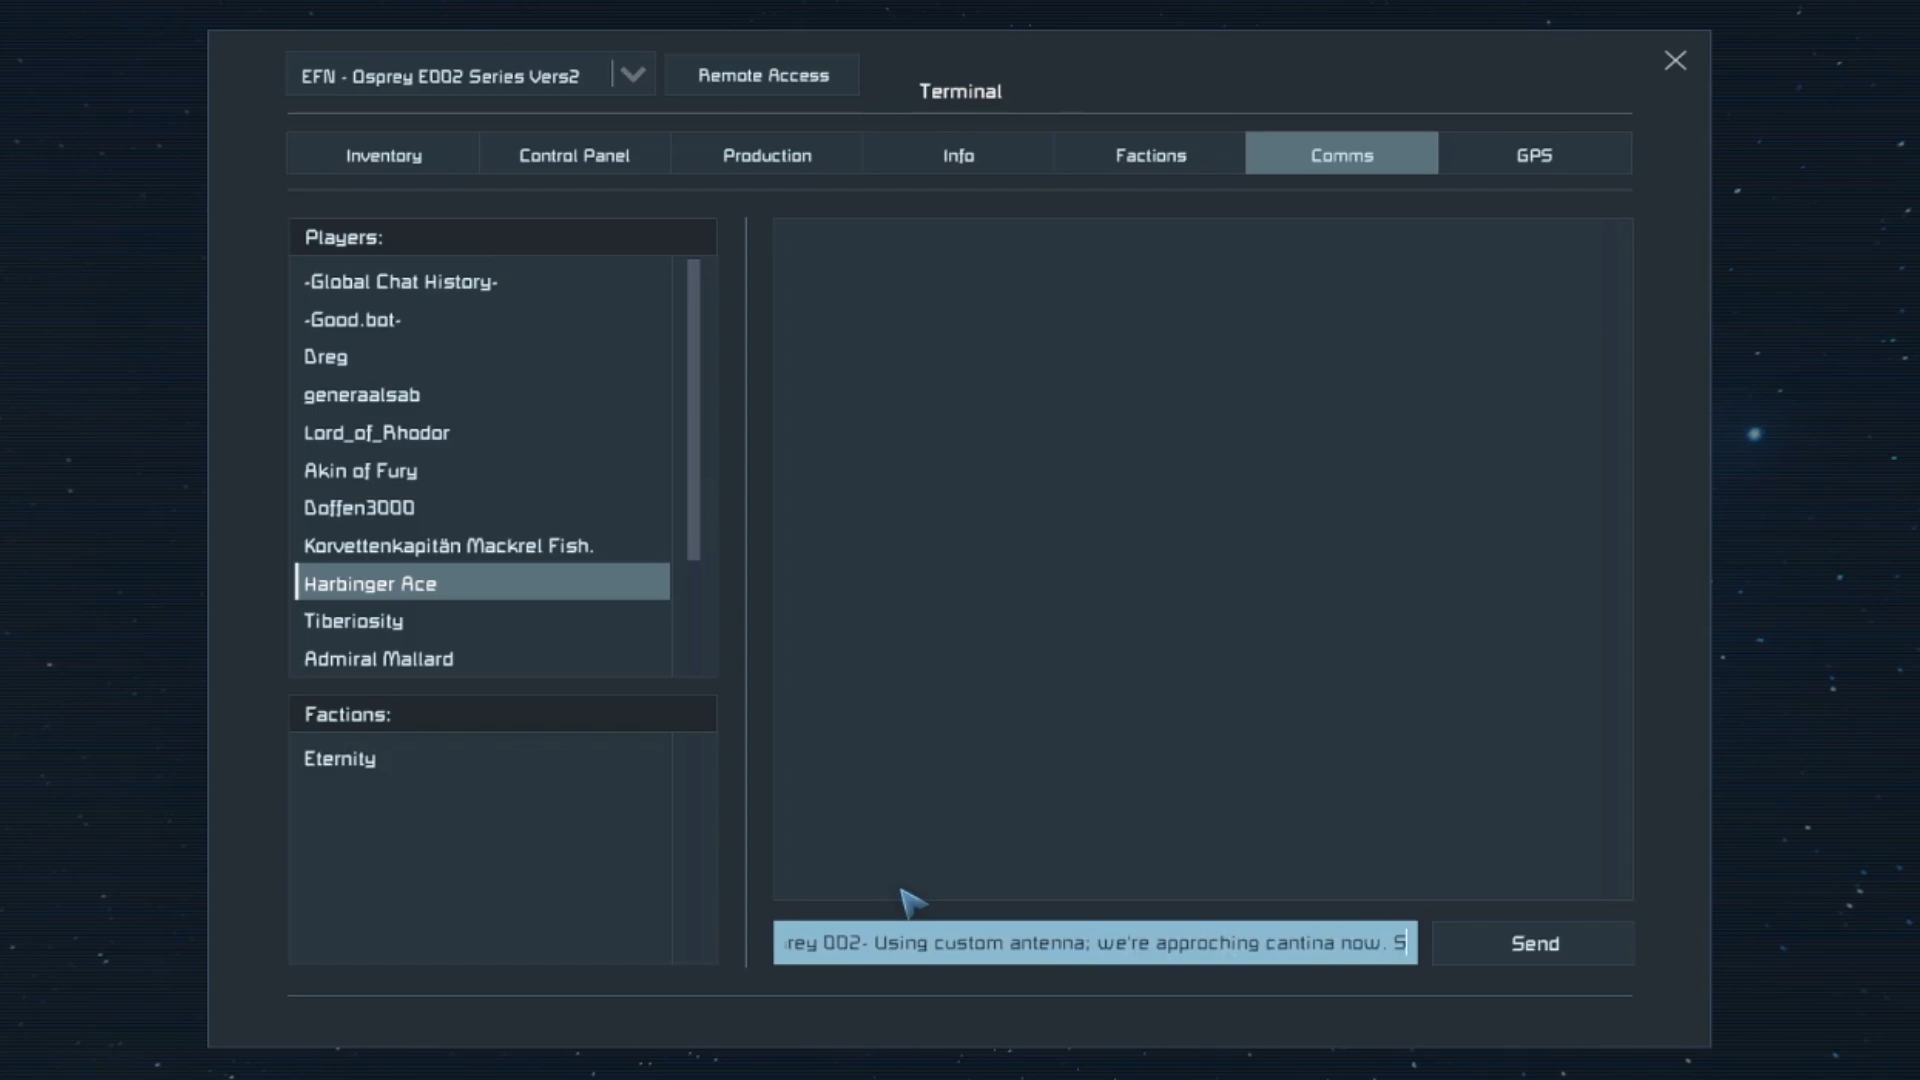 EFN - Osprey E002 Series Vers2
Remote Access
Terminal
Inventory
Control Panel
Production
Info
Factions
Comms
GPS
Players:
-Global Chat History-
-Good.bot-
Dreg
generaalsab
Lord_of_Rhodor
Akin of Fury
Doffen3000
Korvettenkapitän Mackrel Fish.
Harbinger Ace
Tiberiosity
Admiral Mallard
Factions:
Eternity
rey 002- Using custom antenna; we're approching cantina now. S
Send